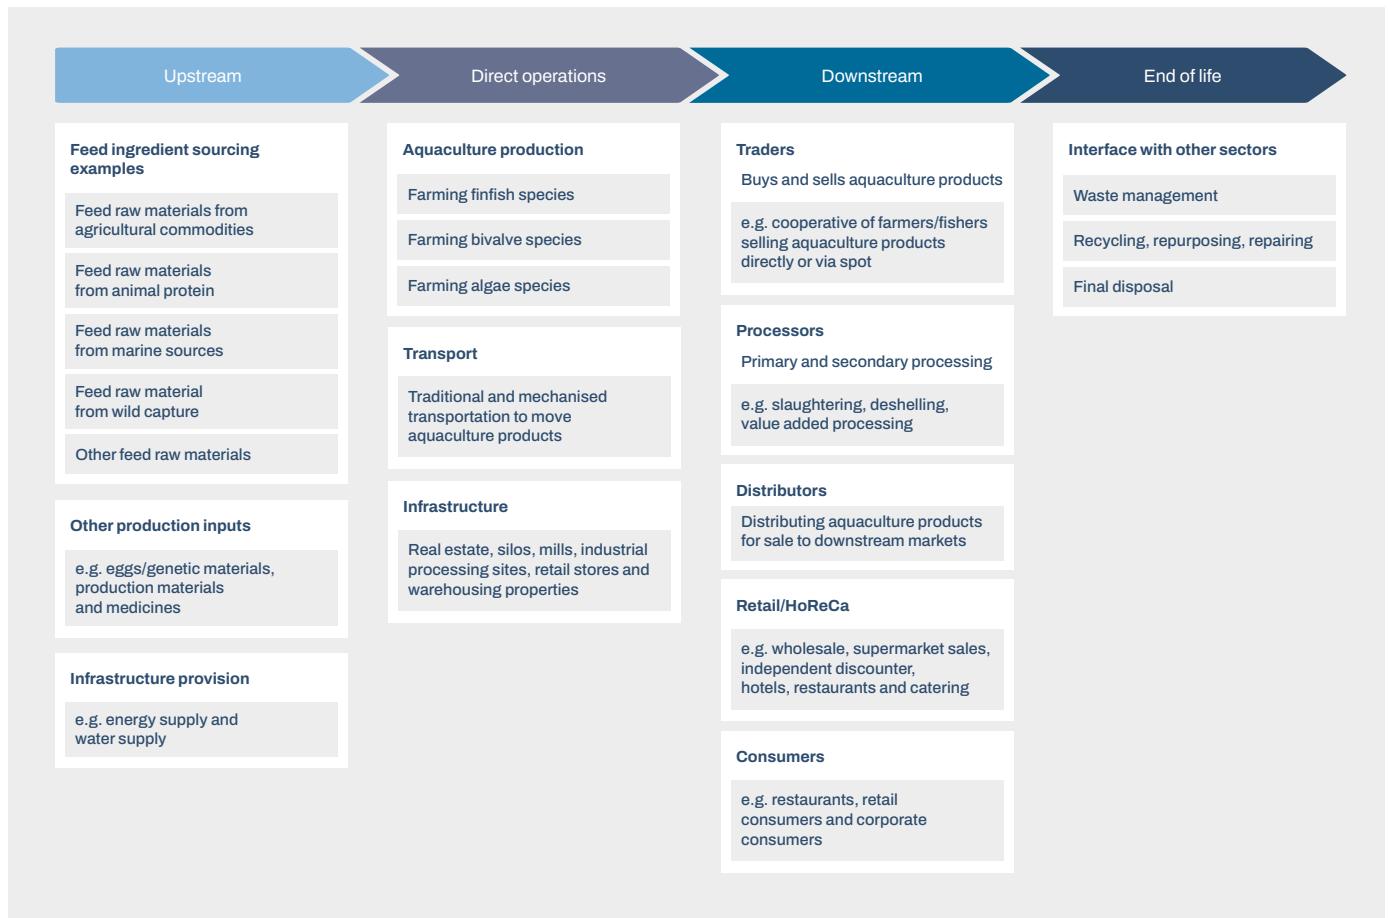 Upstream
Direct operations
Downstream
End of life
Feed ingredient sourcing
examples
Feed raw materials from
agricultural commodities
Feed raw materials
from animal protein
Feed raw materials
from marine sources
Feed raw material
from wild capture
Other feed raw materials
Other production inputs
e.g. eggs/genetic materials,
production materials
and medicines
Infrastructure provision
e.g. energy supply and
water supply
Aquaculture production
Farming finfish species
Farming bivalve species
Farming algae species
Transport
Traditional and mechanised
transportation to move
aquaculture products
Infrastructure
Real estate, silos, mills, industrial
processing sites, retail stores and
warehousing properties
Traders
Buys and sells aquaculture products
e.g. cooperative of farmers/fishers
selling aquaculture products
directly or via spot
Processors
Primary and secondary processing
e.g. slaughtering, deshelling,
value added processing
Distributors
Distributing aquaculture products
for sale to downstream markets
Retail/HoReCa
e.g. wholesale, supermarket sales,
independent discounter,
hotels, restaurants and catering
Consumers
e.g. restaurants, retail
consumers and corporate
consumers
Interface with other sectors
Waste management
Recycling, repurposing, repairing
Final disposal